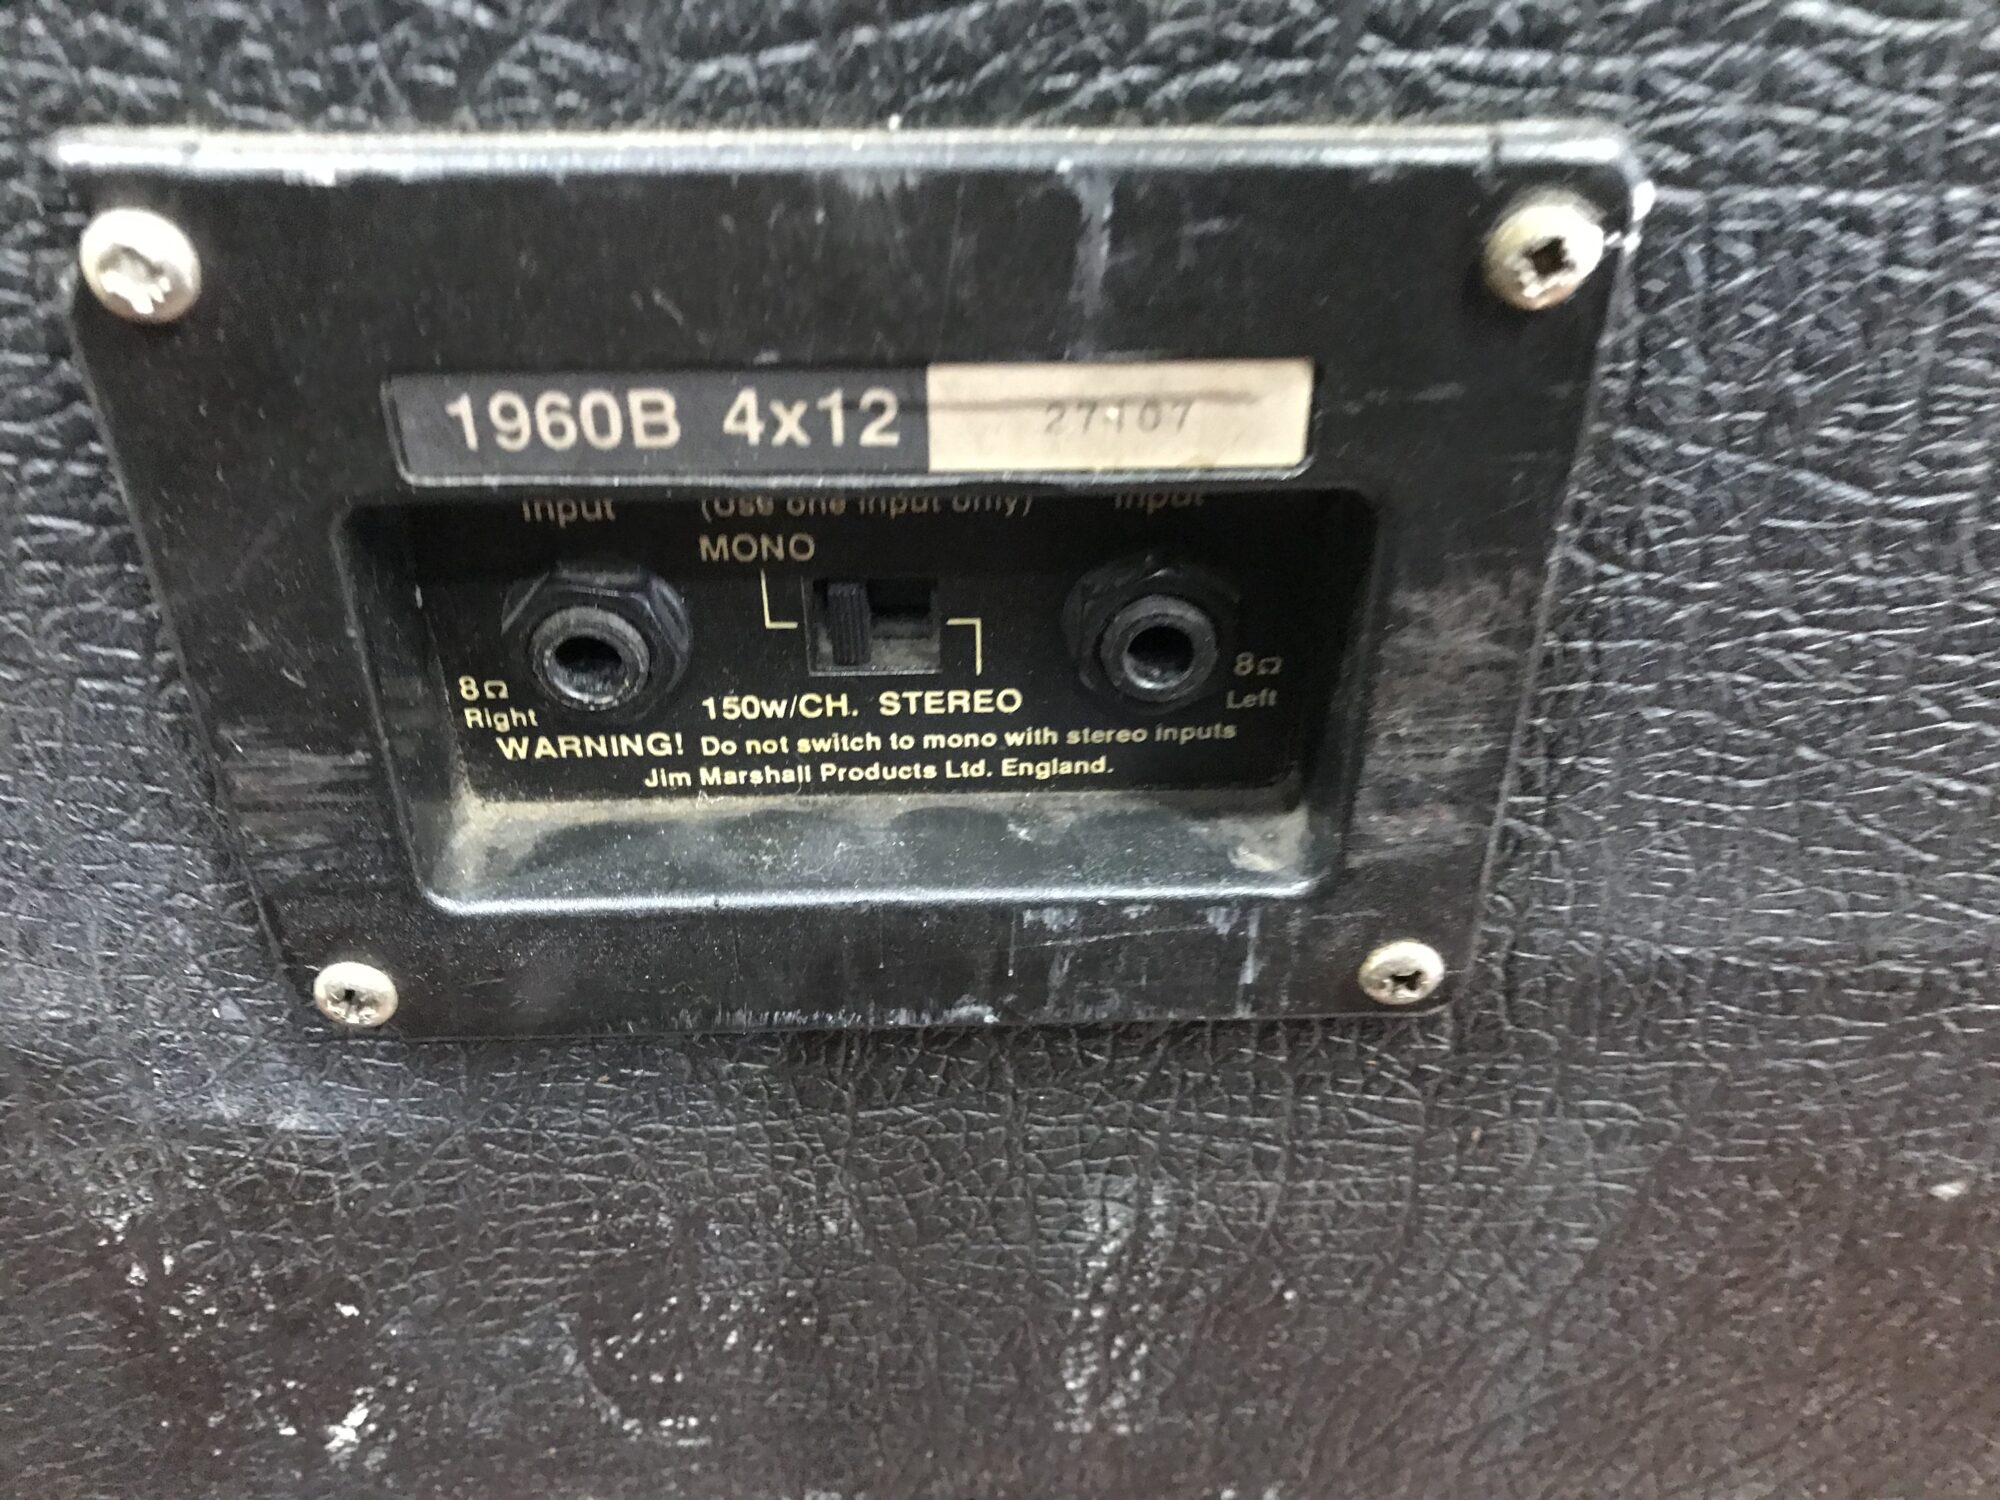 1960B 4x12 27107
Input (Use one input only) Input
MONO
8Ω 8Ω
Right 150w/CH. STEREO Left
WARNING! Do not switch to mono with stereo inputs
Jim Marshall Products Ltd. England.